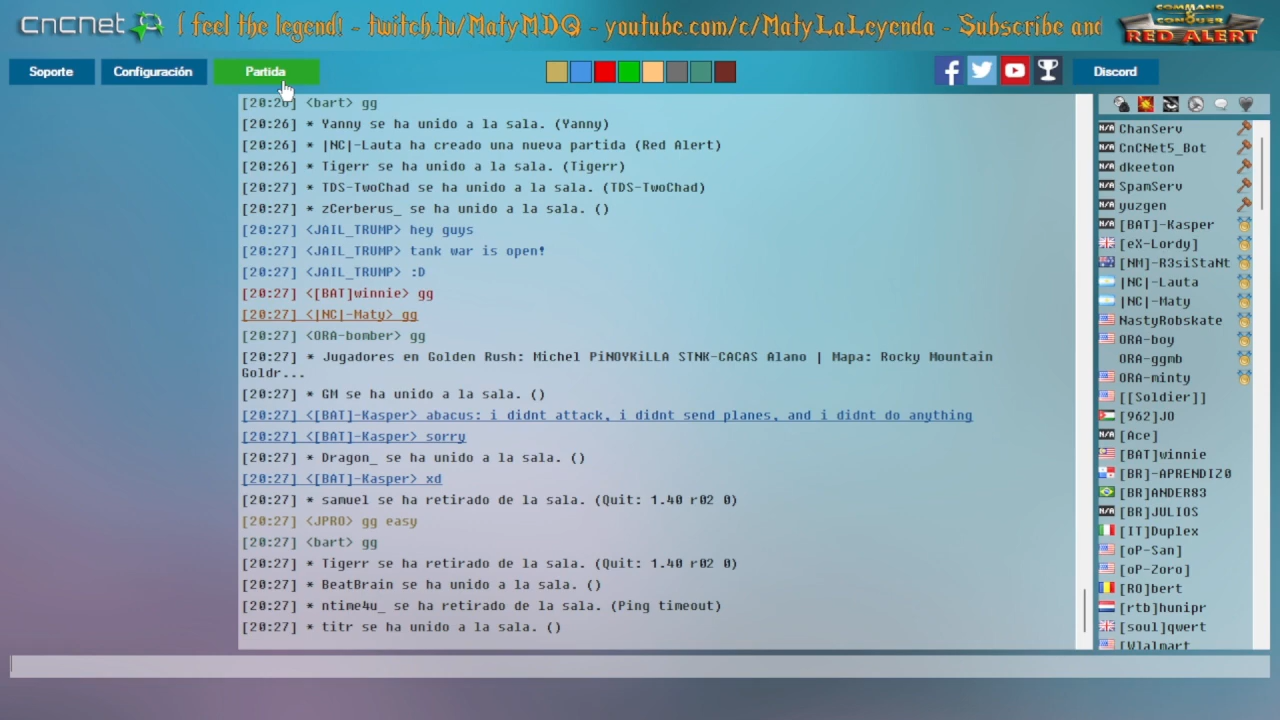 CnCNet
I feel the legend! - twitch.tv/MatyMDQ - youtube.com/c/MatyLaLeyenda - Subscribe and
COMMAND & CONQUER
RED ALERT
Soporte
Configuración
Partida
Discord
[20:26] <bart> gg
[20:26] * Yanny se ha unido a la sala. (Yanny)
[20:26] * |NC|-Lauta ha creado una nueva partida (Red Alert)
[20:26] * Tigerr se ha unido a la sala. (Tigerr)
[20:27] * TDS-TwoChad se ha unido a la sala. (TDS-TwoChad)
[20:27] * zCerberus_ se ha unido a la sala. ()
[20:27] <JAIL_TRUMP> hey guys
[20:27] <JAIL_TRUMP> tank war is open!
[20:27] <JAIL_TRUMP> :D
[20:27] <[BAT]winnie> gg
[20:27] <|NC|-Maty> gg
[20:27] <ORA-bomber> gg
[20:27] * Jugadores en Golden Rush: Michel PiNOYKiLLA STNK-CACAS Alano | Mapa: Rocky Mountain
Goldr...
[20:27] * GM se ha unido a la sala. ()
[20:27] <[BAT]-Kasper> abacus: i didnt attack, i didnt send planes, and i didnt do anything
[20:27] <[BAT]-Kasper> sorry
[20:27] * Dragon_ se ha unido a la sala. ()
[20:27] <[BAT]-Kasper> xd
[20:27] * samuel se ha retirado de la sala. (Quit: 1.40 r02 0)
[20:27] <JPRO> gg easy
[20:27] <bart> gg
[20:27] * Tigerr se ha retirado de la sala. (Quit: 1.40 r02 0)
[20:27] * BeatBrain se ha unido a la sala. ()
[20:27] * ntime4u_ se ha retirado de la sala. (Ping timeout)
[20:27] * titr se ha unido a la sala. ()
N/A ChanServ
N/A CnCNet5_Bot
N/A dkeeton
N/A SpamServ
N/A yuzgen
N/A [BAT]-Kasper
[eX-Lordy]
[NM]-R3siStaNt
|NC|-Lauta
|NC|-Maty
NastyRobskate
ORA-boy
ORA-ggmb
ORA-minty
[[Soldier]]
[962]JO
N/A [Ace]
[BAT]winnie
[BR]-APRENDIZ0
[BR]ANDER83
N/A [BR]JULIOS
[IT]Duplex
[oP-San]
[oP-Zoro]
[RO]bert
[rtb]hunipr
[soul]qwert
[W]almart